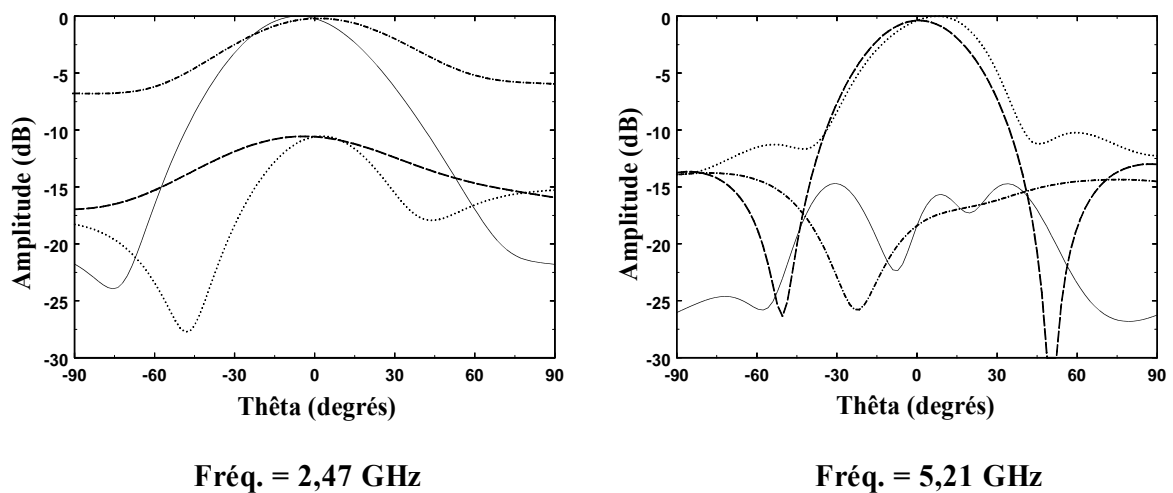 0
-5
-10
-15
-20
-25
-30
Amplitude (dB)
-90 -60 -30 0 30 60 90
Thêta (degrés)
Fréq. = 2,47 GHz
0
-5
-10
-15
-20
-25
-30
Amplitude (dB)
-90 -60 -30 0 30 60 90
Thêta (degrés)
Fréq. = 5,21 GHz